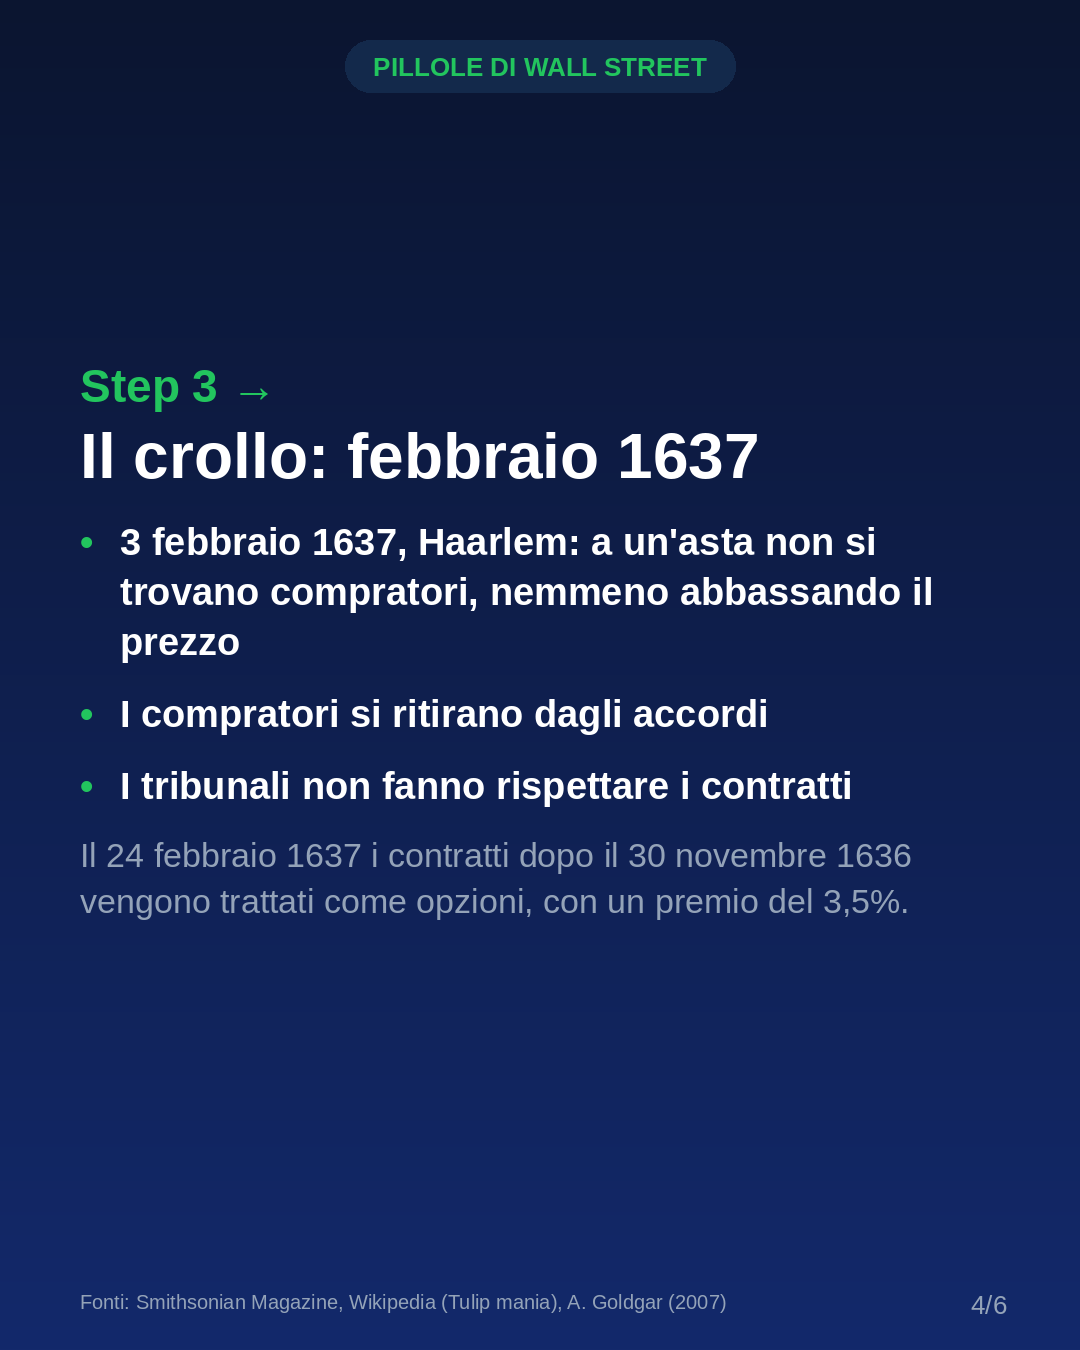 PILLOLE DI WALL STREET
Step 3 →
Il crollo: febbraio 1637
• 3 febbraio 1637, Haarlem: a un'asta non si
trovano compratori, nemmeno abbassando il
prezzo
• I compratori si ritirano dagli accordi
• I tribunali non fanno rispettare i contratti
Il 24 febbraio 1637 i contratti dopo il 30 novembre 1636
vengono trattati come opzioni, con un premio del 3,5%.
Fonti: Smithsonian Magazine, Wikipedia (Tulip mania), A. Goldgar (2007)
4/6